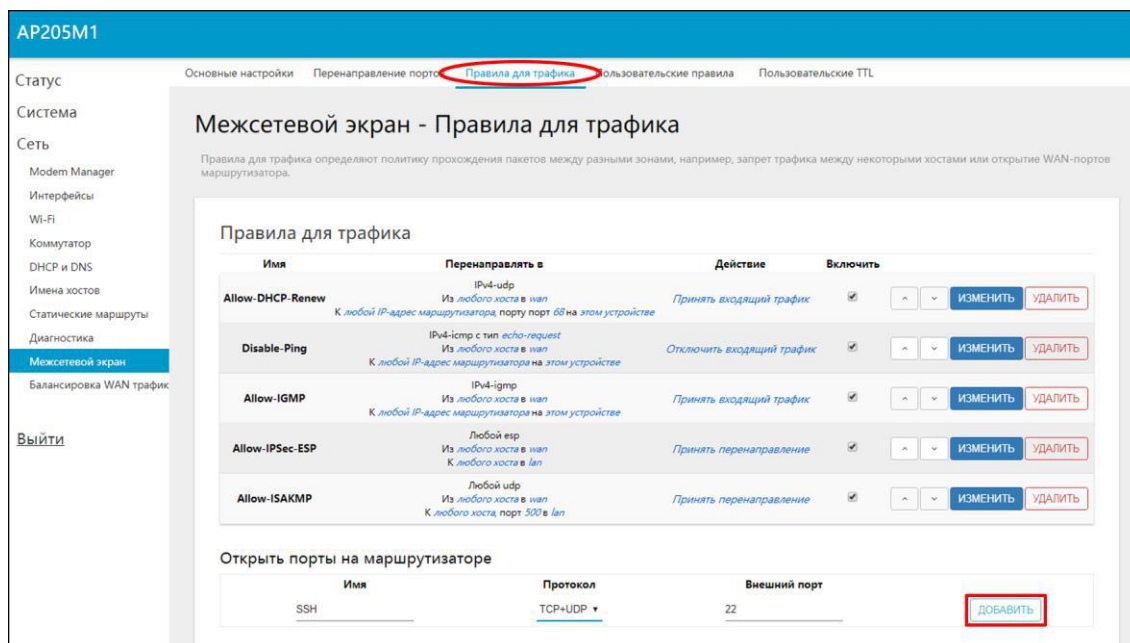 AP205M1
Основные настройки Перенаправление порто Правила для трафика Пользовательские правила Пользовательские TTL
Статус
Система
Сеть
Modem Manager
Интерфейсы
Wi-Fi
Коммутатор
DHCP и DNS
Имена хостов
Статические маршруты
Диагностика
Межсетевой экран
Балансировка WAN трафик
Выйти
Межсетевой экран - Правила для трафика
Правила для трафика определяют политику прохождения пакетов между разными зонами, например, запрет трафика между некоторыми хостами или открытие WAN-портов
маршрутизатора.
Правила для трафика
Имя Перенаправлять в Действие Включить
IPv4-udp
Из любого хоста в wan
К любой IP-адрес маршрутизатора, порту порт 68 на этом устройстве
Allow-DHCP-Renew Принять входящий трафик ИЗМЕНИТЬ УДАЛИТЬ
IPv4-icmp с тип echo-request
Из любого хоста в wan
К любой IP-адрес маршрутизатора на этом устройстве
Disable-Ping Отключить входящий трафик ИЗМЕНИТЬ УДАЛИТЬ
IPv4-igmp
Из любого хоста в wan
К любой IP-адрес маршрутизатора на этом устройстве
Allow-IGMP Принять входящий трафик ИЗМЕНИТЬ УДАЛИТЬ
Любой esp
Из любого хоста в wan
К любого хоста в lan
Allow-IPSec-ESP Принять перенаправление ИЗМЕНИТЬ УДАЛИТЬ
Любой udp
Из любого хоста в wan
К любого хоста, порт 500 в lan
Allow-ISAKMP Принять перенаправление ИЗМЕНИТЬ УДАЛИТЬ
Открыть порты на маршрутизаторе
Имя Протокол Внешний порт
SSH TCP+UDP 22 ДОБАВИТЬ